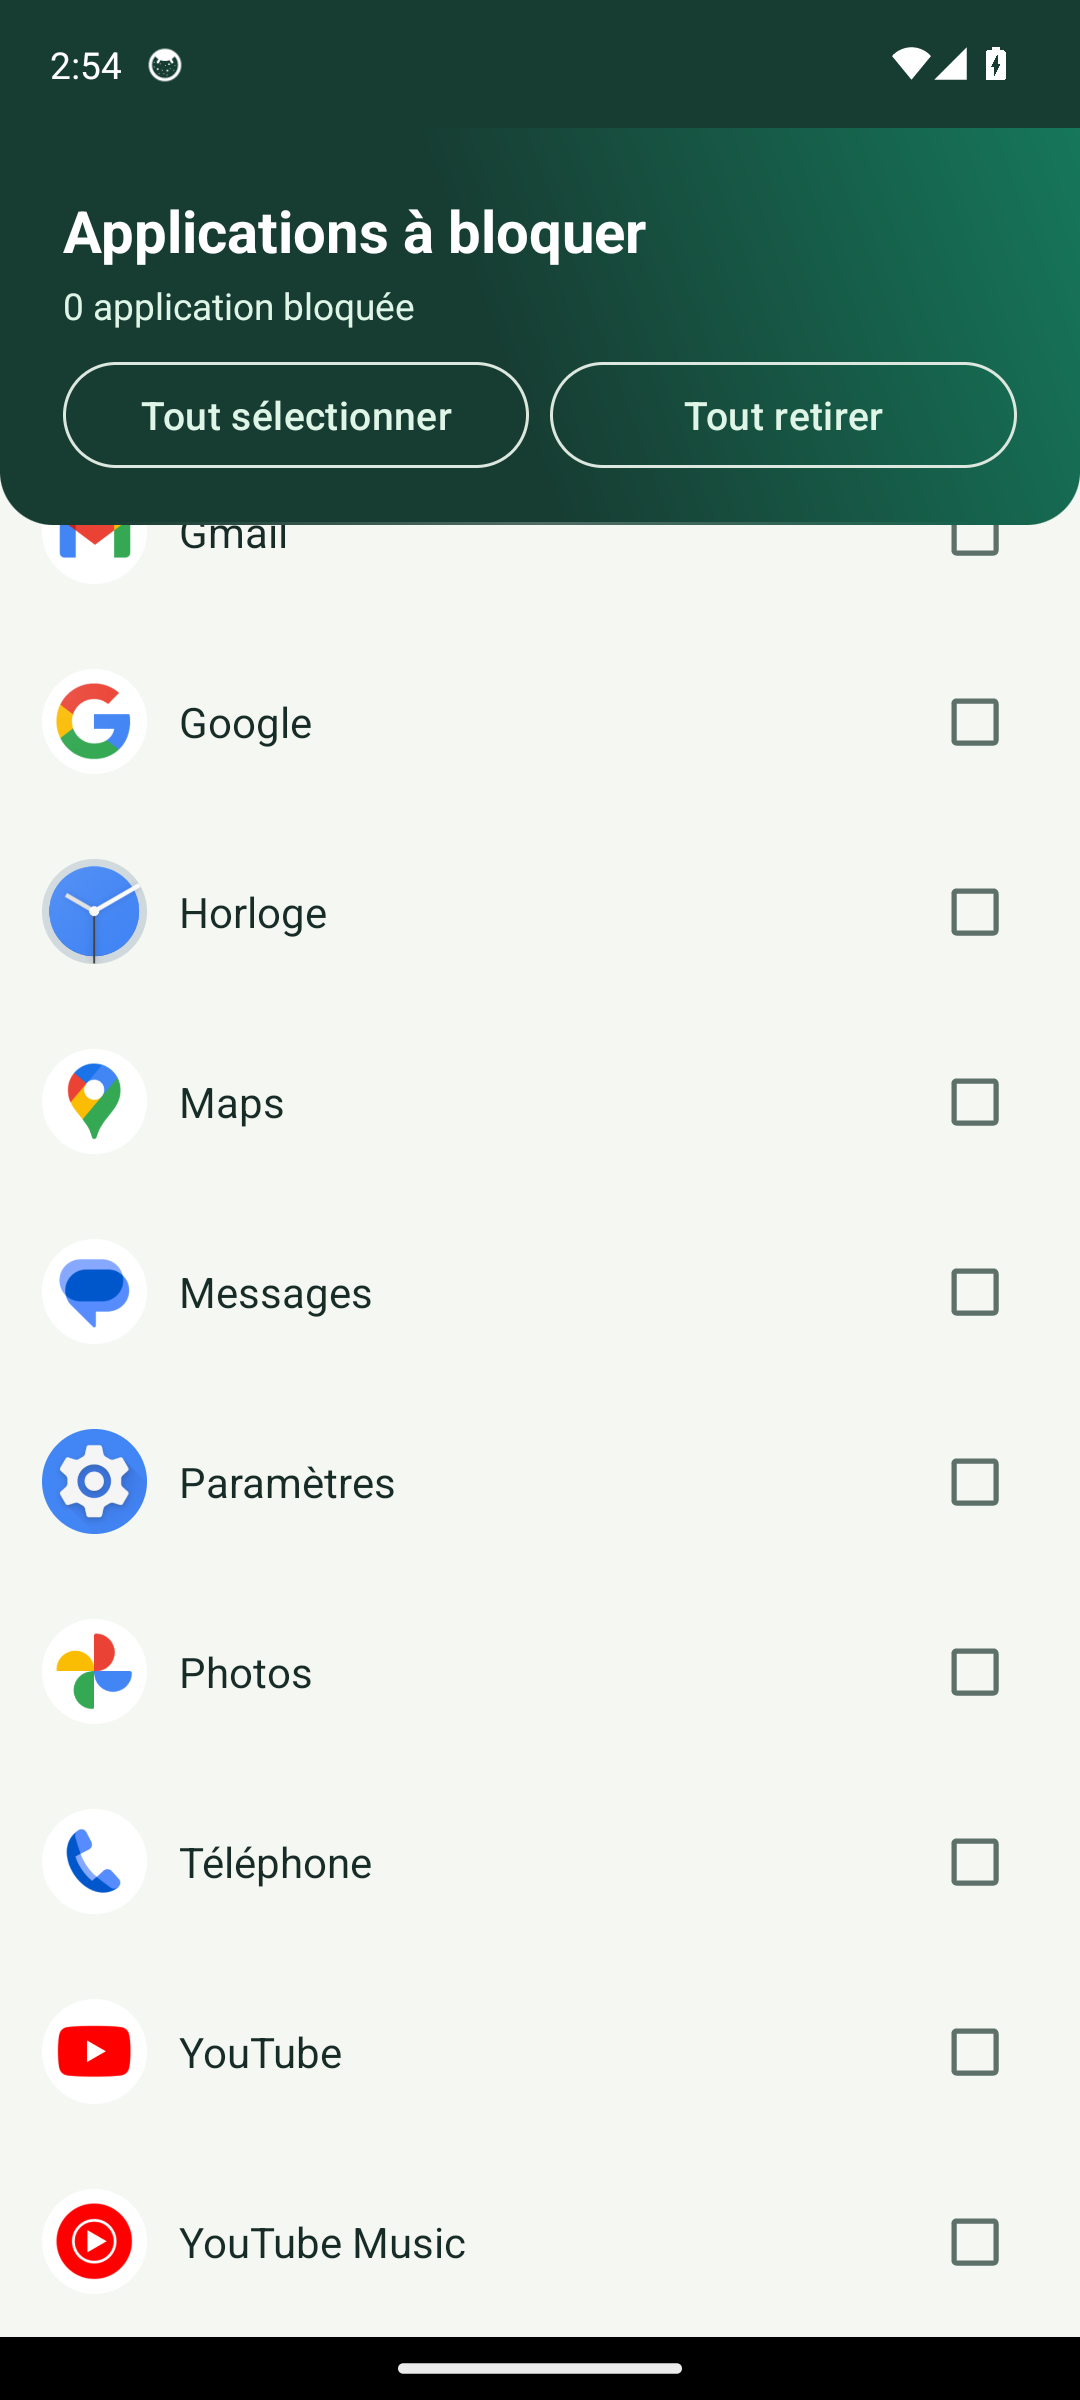 2:54
Applications à bloquer
0 application bloquée
Tout sélectionner
Tout retirer
Gmail
Google
Horloge
Maps
Messages
Paramètres
Photos
Téléphone
YouTube
YouTube Music